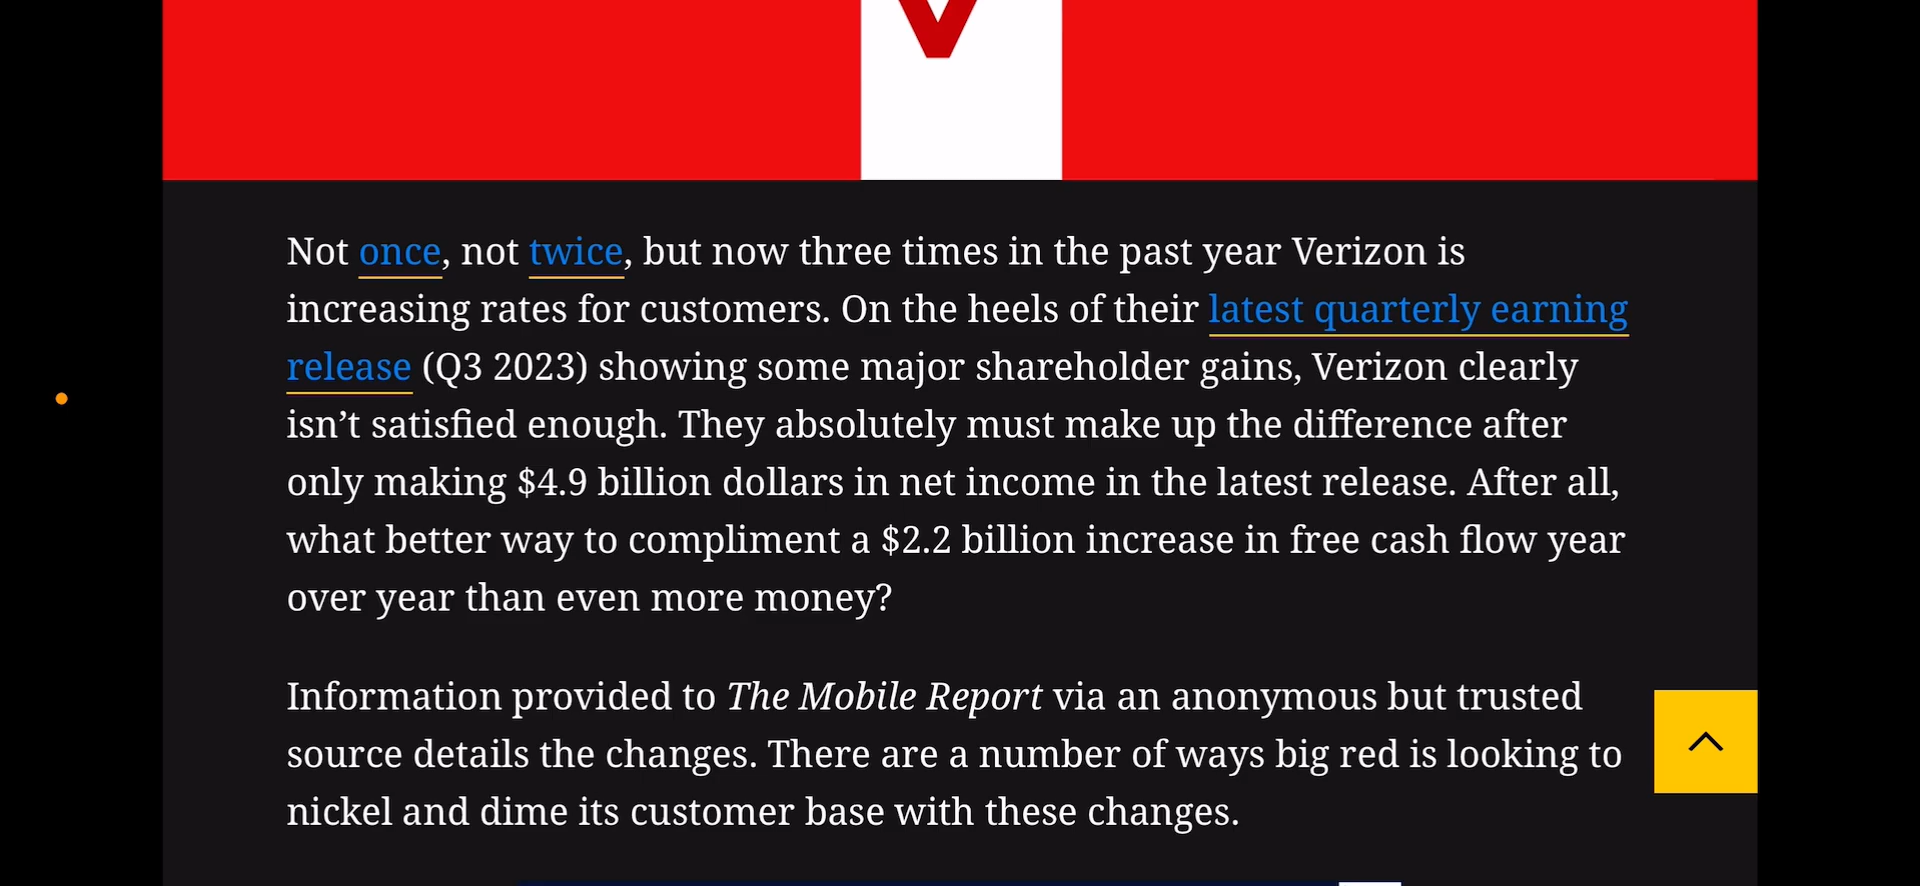 Not once, not twice, but now three times in the past year Verizon is
increasing rates for customers. On the heels of their latest quarterly earning
release (Q3 2023) showing some major shareholder gains, Verizon clearly
isn’t satisfied enough. They absolutely must make up the difference after
only making $4.9 billion dollars in net income in the latest release. After all,
what better way to compliment a $2.2 billion increase in free cash flow year
over year than even more money?
Information provided to The Mobile Report via an anonymous but trusted
source details the changes. There are a number of ways big red is looking to
nickel and dime its customer base with these changes.